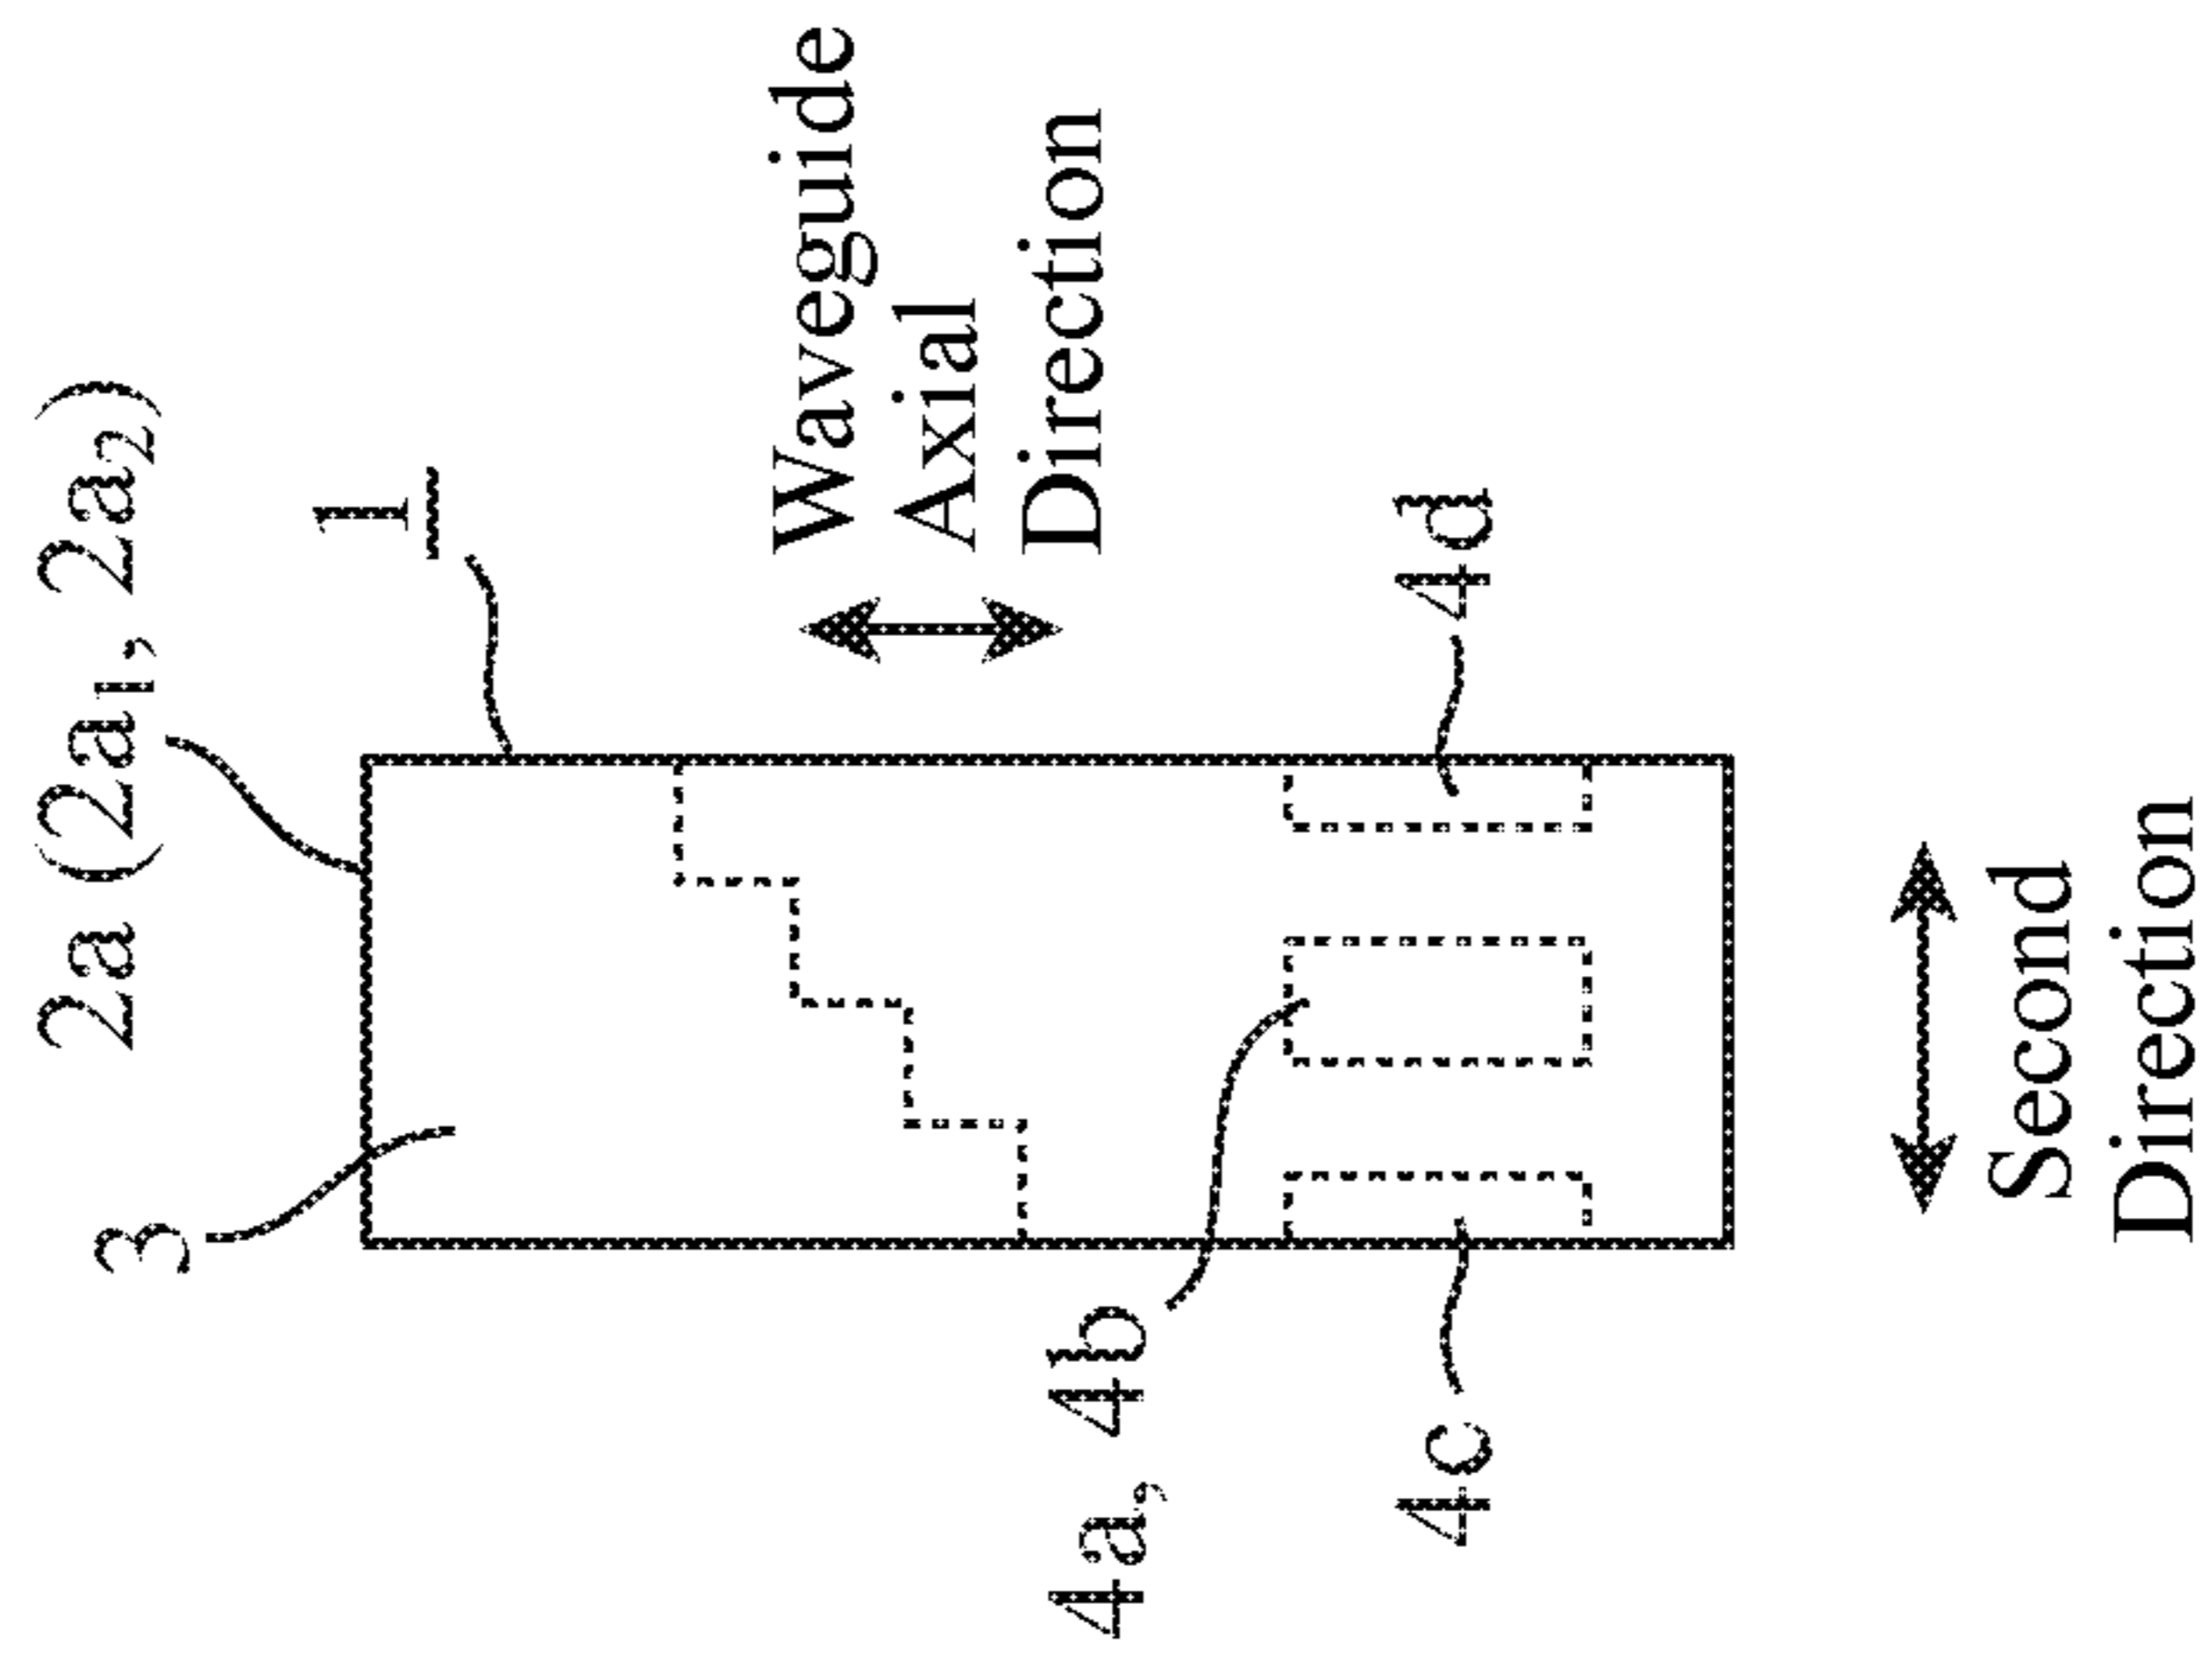 3
2a (2a₁, 2a₂)
1
Waveguide
Axial
Direction
4a, 4b
4c
4d
Second
Direction